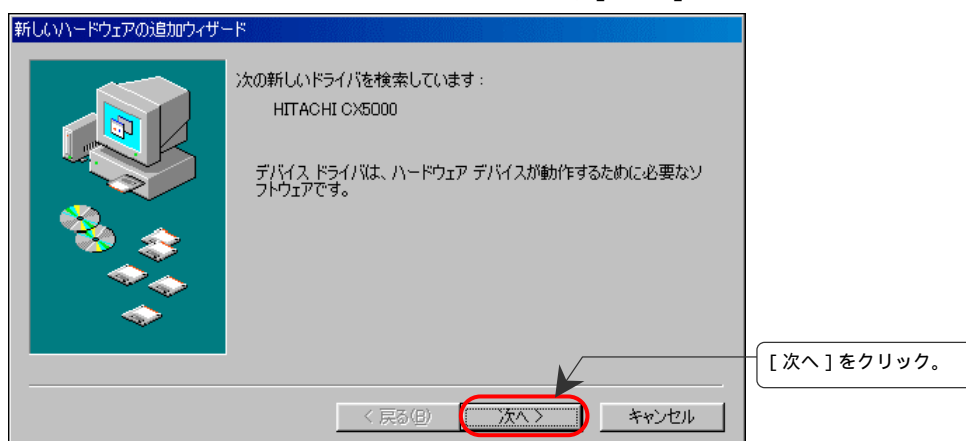 新しいハードウェアの追加ウィザード
次の新しいドライバを検索しています：
HITACHI CX5000
デバイス ドライバは、ハードウェア デバイスが動作するために必要なソ
フトウェアです。
[ 次へ ] をクリック。
< 戻る(B)
次へ >
キャンセル